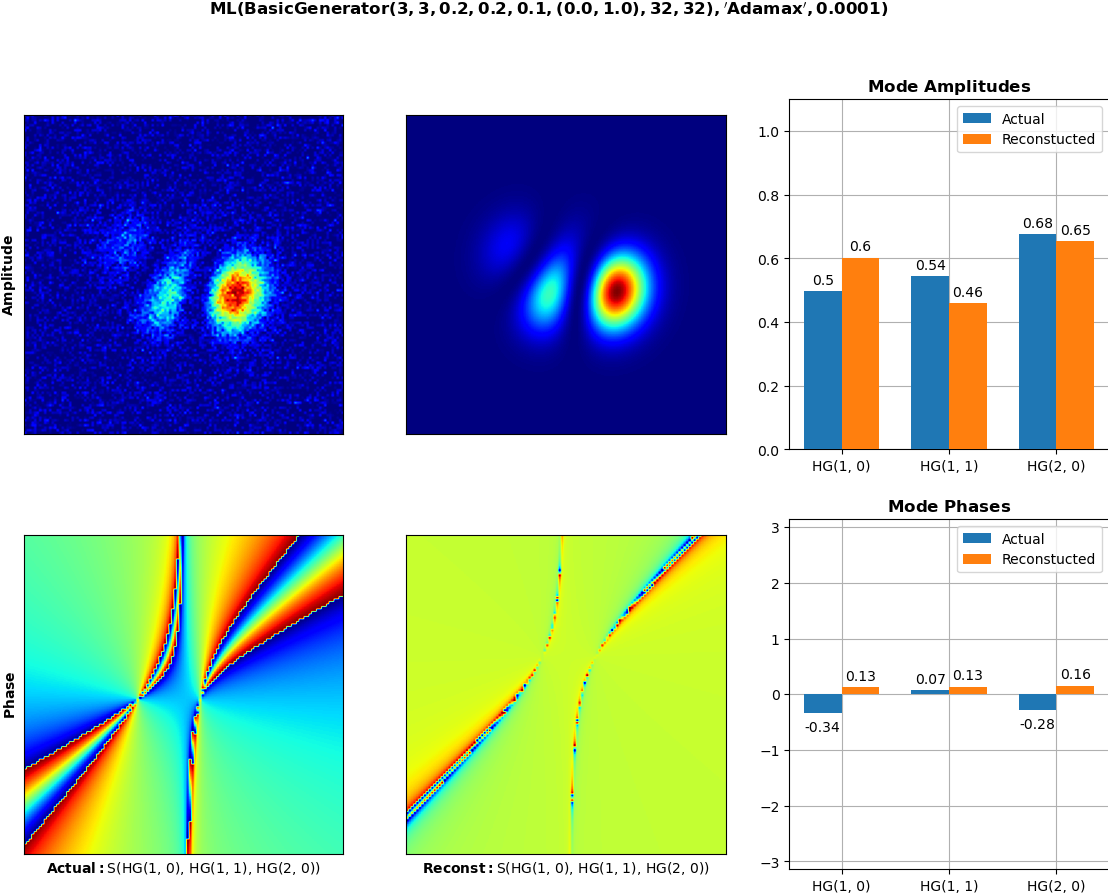 ML(BasicGenerator(3, 3, 0.2, 0.2, 0.1, (0.0, 1.0), 32, 32), ′Adamax′, 0.0001)
Amplitude
Mode Amplitudes
Actual
Reconstucted
1.0
0.8
0.6
0.4
0.2
0.0
0.5
0.6
0.54
0.46
0.68
0.65
HG(1, 0)
HG(1, 1)
HG(2, 0)
Phase
Actual: S(HG(1, 0), HG(1, 1), HG(2, 0))
Reconst: S(HG(1, 0), HG(1, 1), HG(2, 0))
Mode Phases
Actual
Reconstucted
3
2
1
0
−1
−2
−3
-0.34
0.13
0.07
0.13
-0.28
0.16
HG(1, 0)
HG(1, 1)
HG(2, 0)